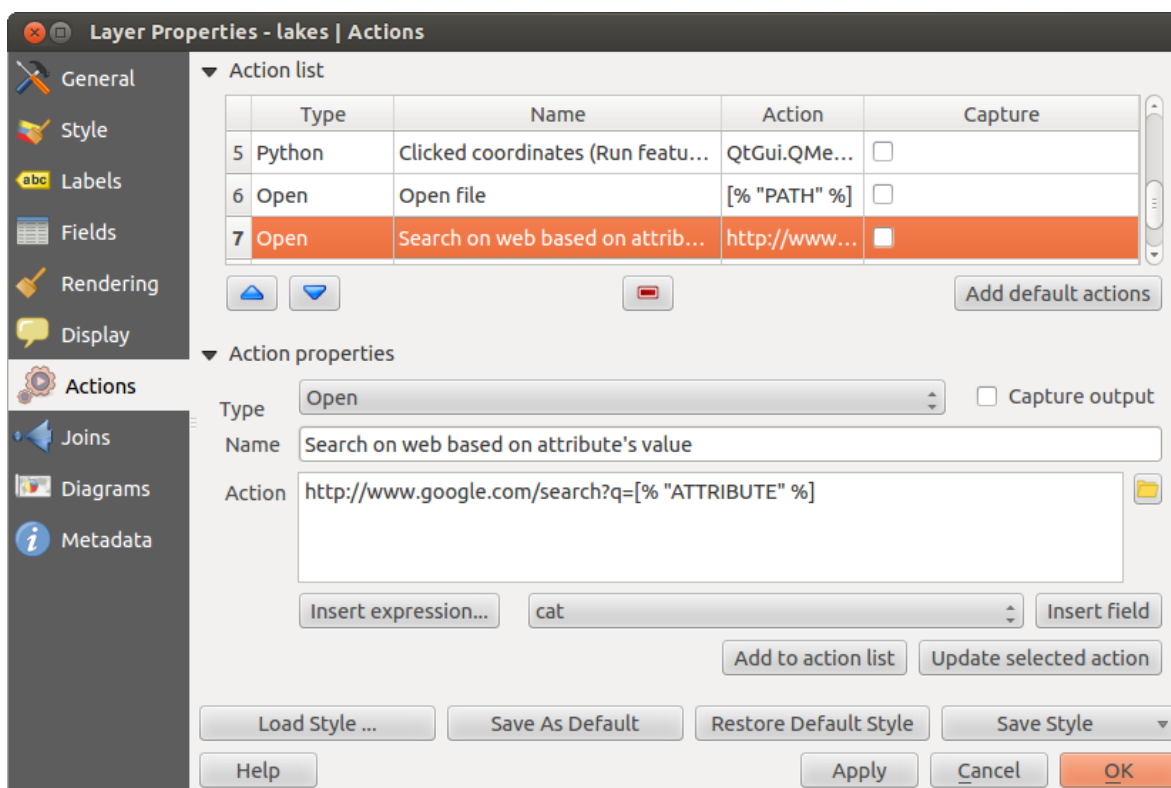 Layer Properties - lakes | Actions
General
Style
abc Labels
Fields
Rendering
Display
Actions
Joins
Diagrams
i Metadata
Action list
Type Name Action Capture
5 Python Clicked coordinates (Run featu... QtGui.QMe...
6 Open Open file [% "PATH" %]
7 Open Search on web based on attrib... http://www...
Add default actions
Action properties
Type Open Capture output
Name Search on web based on attribute's value
Action http://www.google.com/search?q=[% "ATTRIBUTE" %]
Insert expression... cat Insert field
Add to action list Update selected action
Load Style ... Save As Default Restore Default Style Save Style
Help Apply Cancel OK